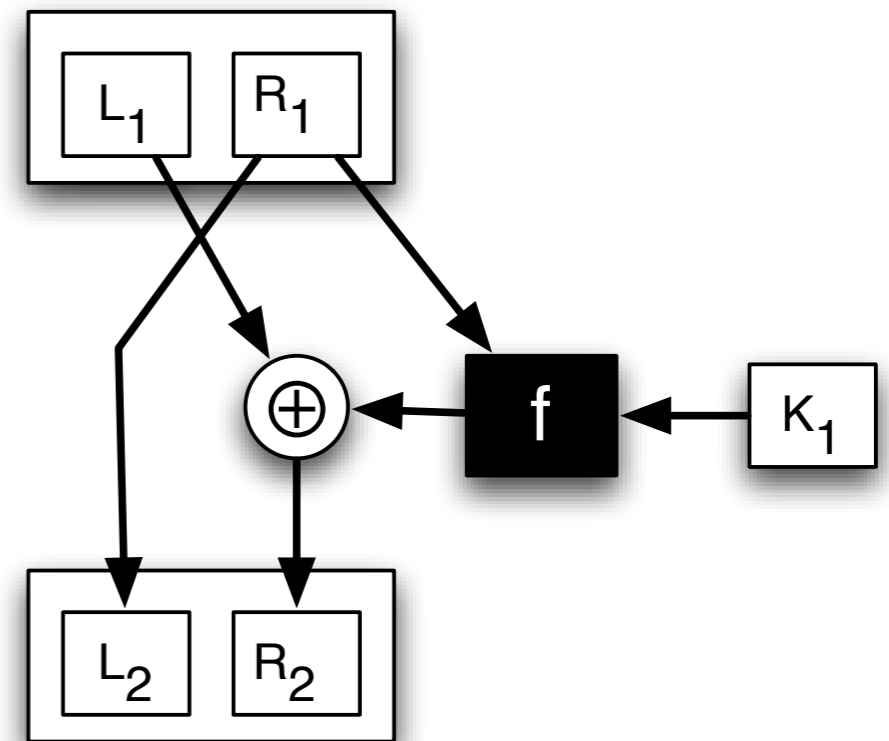 L₁ R₁
⊕ f K₁
L₂ R₂